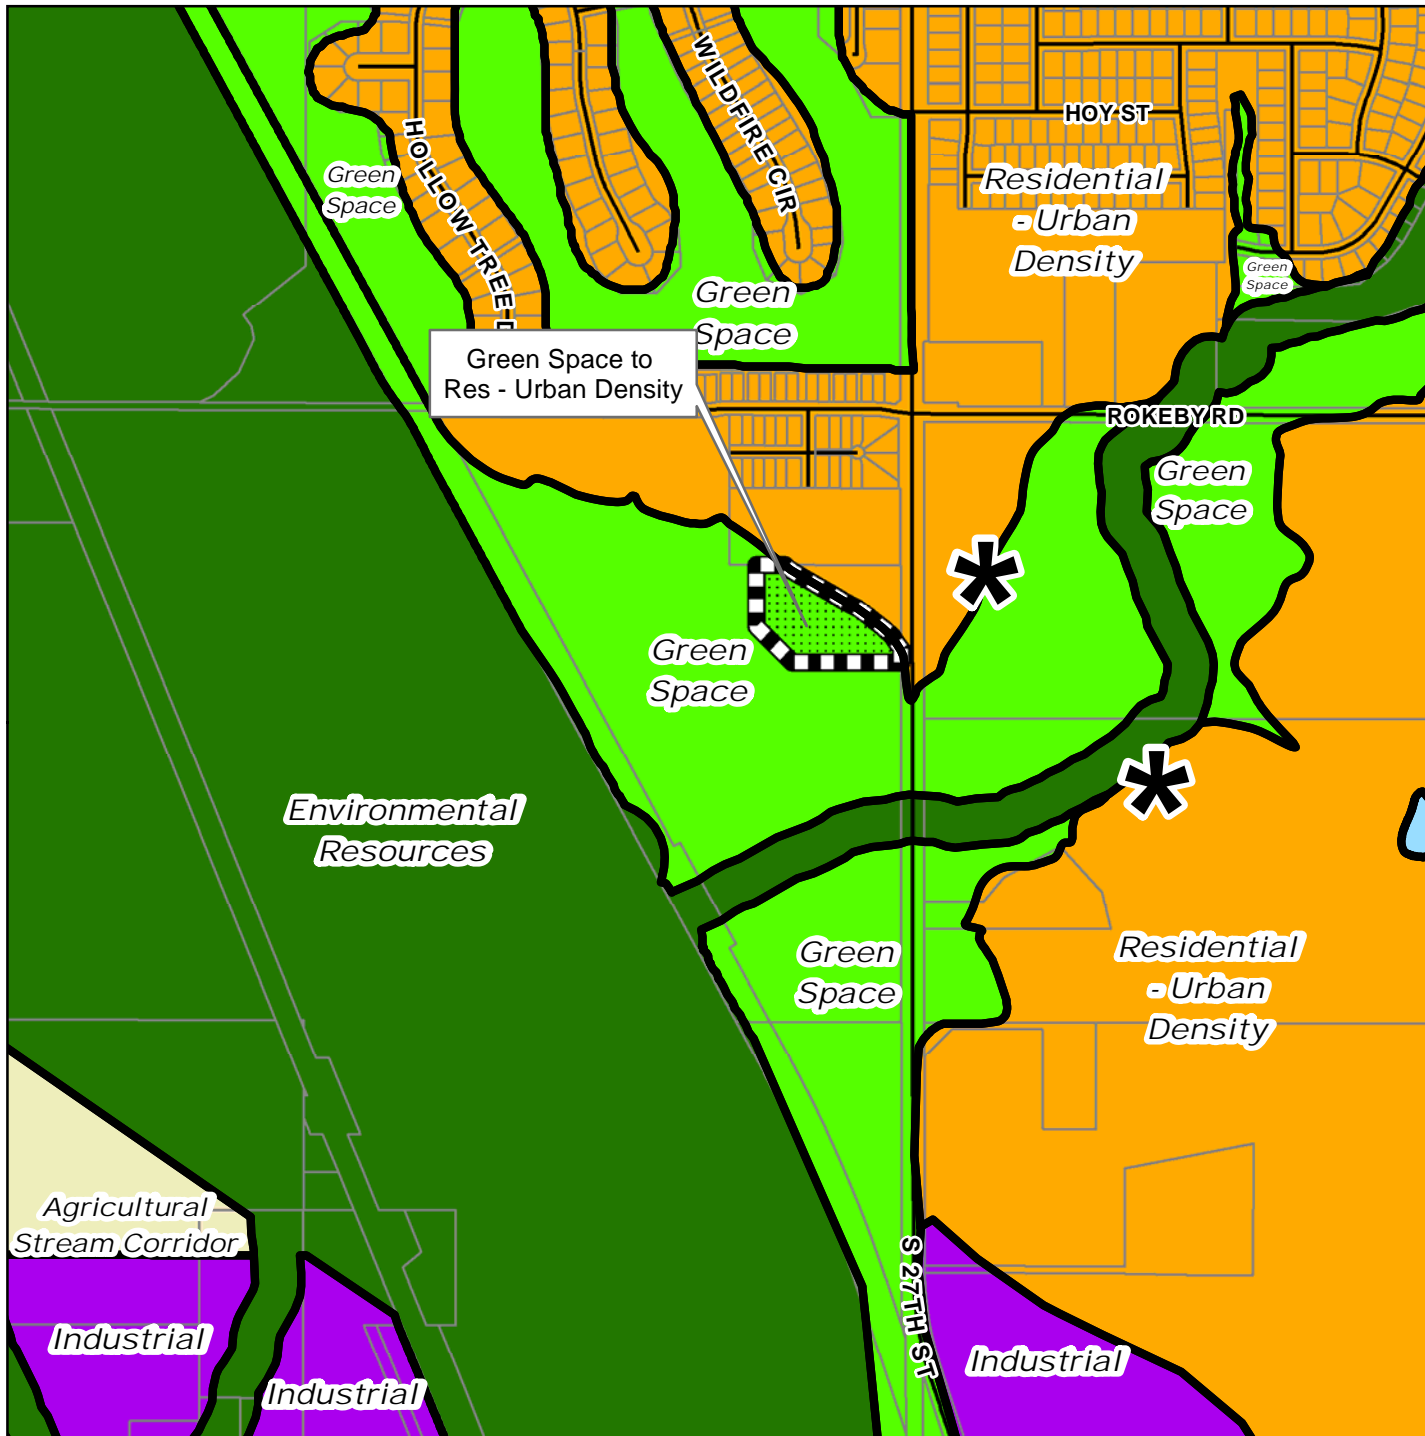 WILDFIRE CIR
HOY ST
HOLLOW TREE D
Green
Space
Residential
- Urban
Density
Green
Space
Green
Space
Green Space to
Res - Urban Density
ROKEBY RD
Green
Space
*
Green
Space
*
Environmental
Resources
Green
Space
Residential
- Urban
Density
Agricultural
Stream Corridor
S 27TH ST
Industrial
Industrial
Industrial